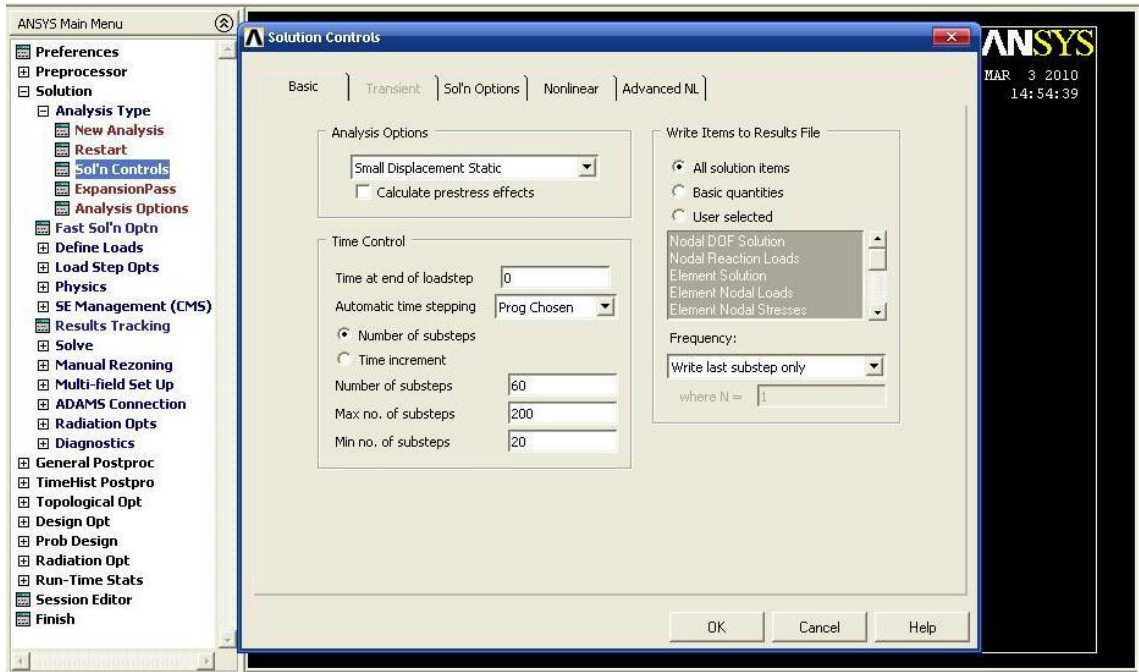 ANSYS Main Menu
Preferences
Preprocessor
Solution
Analysis Type
New Analysis
Restart
Sol'n Controls
ExpansionPass
Analysis Options
Fast Sol'n Optn
Define Loads
Load Step Opts
Physics
SE Management (CMS)
Results Tracking
Solve
Manual Rezoning
Multi-field Set Up
ADAMS Connection
Radiation Opts
Diagnostics
General Postproc
TimeHist Postpro
Topological Opt
Design Opt
Prob Design
Radiation Opt
Run-Time Stats
Session Editor
Finish
Solution Controls
Basic Transient Sol'n Options Nonlinear Advanced NL
Analysis Options
Small Displacement Static
Calculate prestress effects
Time Control
Time at end of loadstep 0
Automatic time stepping Prog Chosen
Number of substeps
Time increment
Number of substeps 60
Max no. of substeps 200
Min no. of substeps 20
Write Items to Results File
All solution items
Basic quantities
User selected
Nodal DOF Solution
Nodal Reaction Loads
Element Solution
Element Nodal Loads
Element Nodal Stresses
Frequency:
Write last substep only
where N = 1
OK Cancel Help
ANSYS
MAR 3 2010
14:54:39